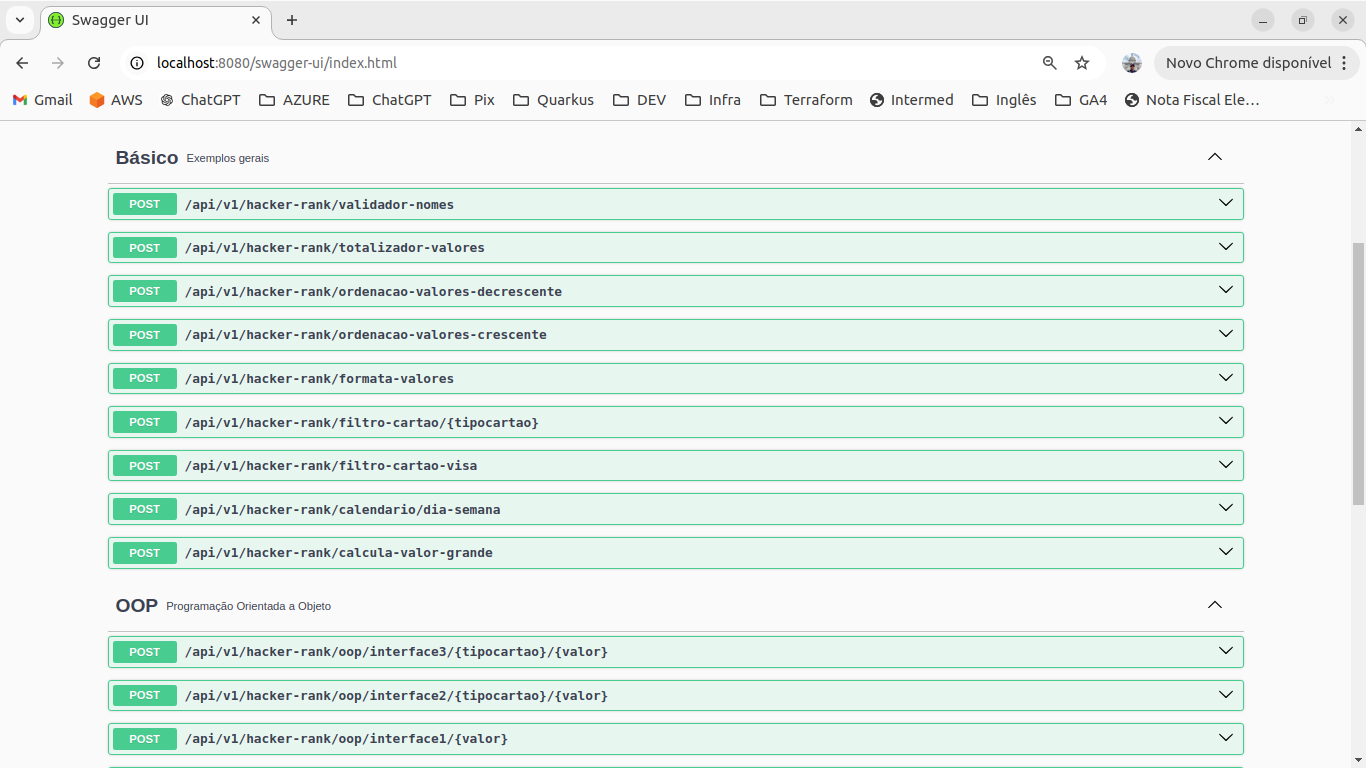 Swagger UI
localhost:8080/swagger-ui/index.html
Novo Chrome disponível
Gmail AWS ChatGPT AZURE ChatGPT Pix Quarkus DEV Infra Terraform Intermed Inglês GA4 Nota Fiscal Ele…
Básico Exemplos gerais
POST /api/v1/hacker-rank/validador-nomes
POST /api/v1/hacker-rank/totalizador-valores
POST /api/v1/hacker-rank/ordenacao-valores-decrescente
POST /api/v1/hacker-rank/ordenacao-valores-crescente
POST /api/v1/hacker-rank/formata-valores
POST /api/v1/hacker-rank/filtro-cartao/{tipocartao}
POST /api/v1/hacker-rank/filtro-cartao-visa
POST /api/v1/hacker-rank/calendario/dia-semana
POST /api/v1/hacker-rank/calcula-valor-grande
OOP Programação Orientada a Objeto
POST /api/v1/hacker-rank/oop/interface3/{tipocartao}/{valor}
POST /api/v1/hacker-rank/oop/interface2/{tipocartao}/{valor}
POST /api/v1/hacker-rank/oop/interface1/{valor}